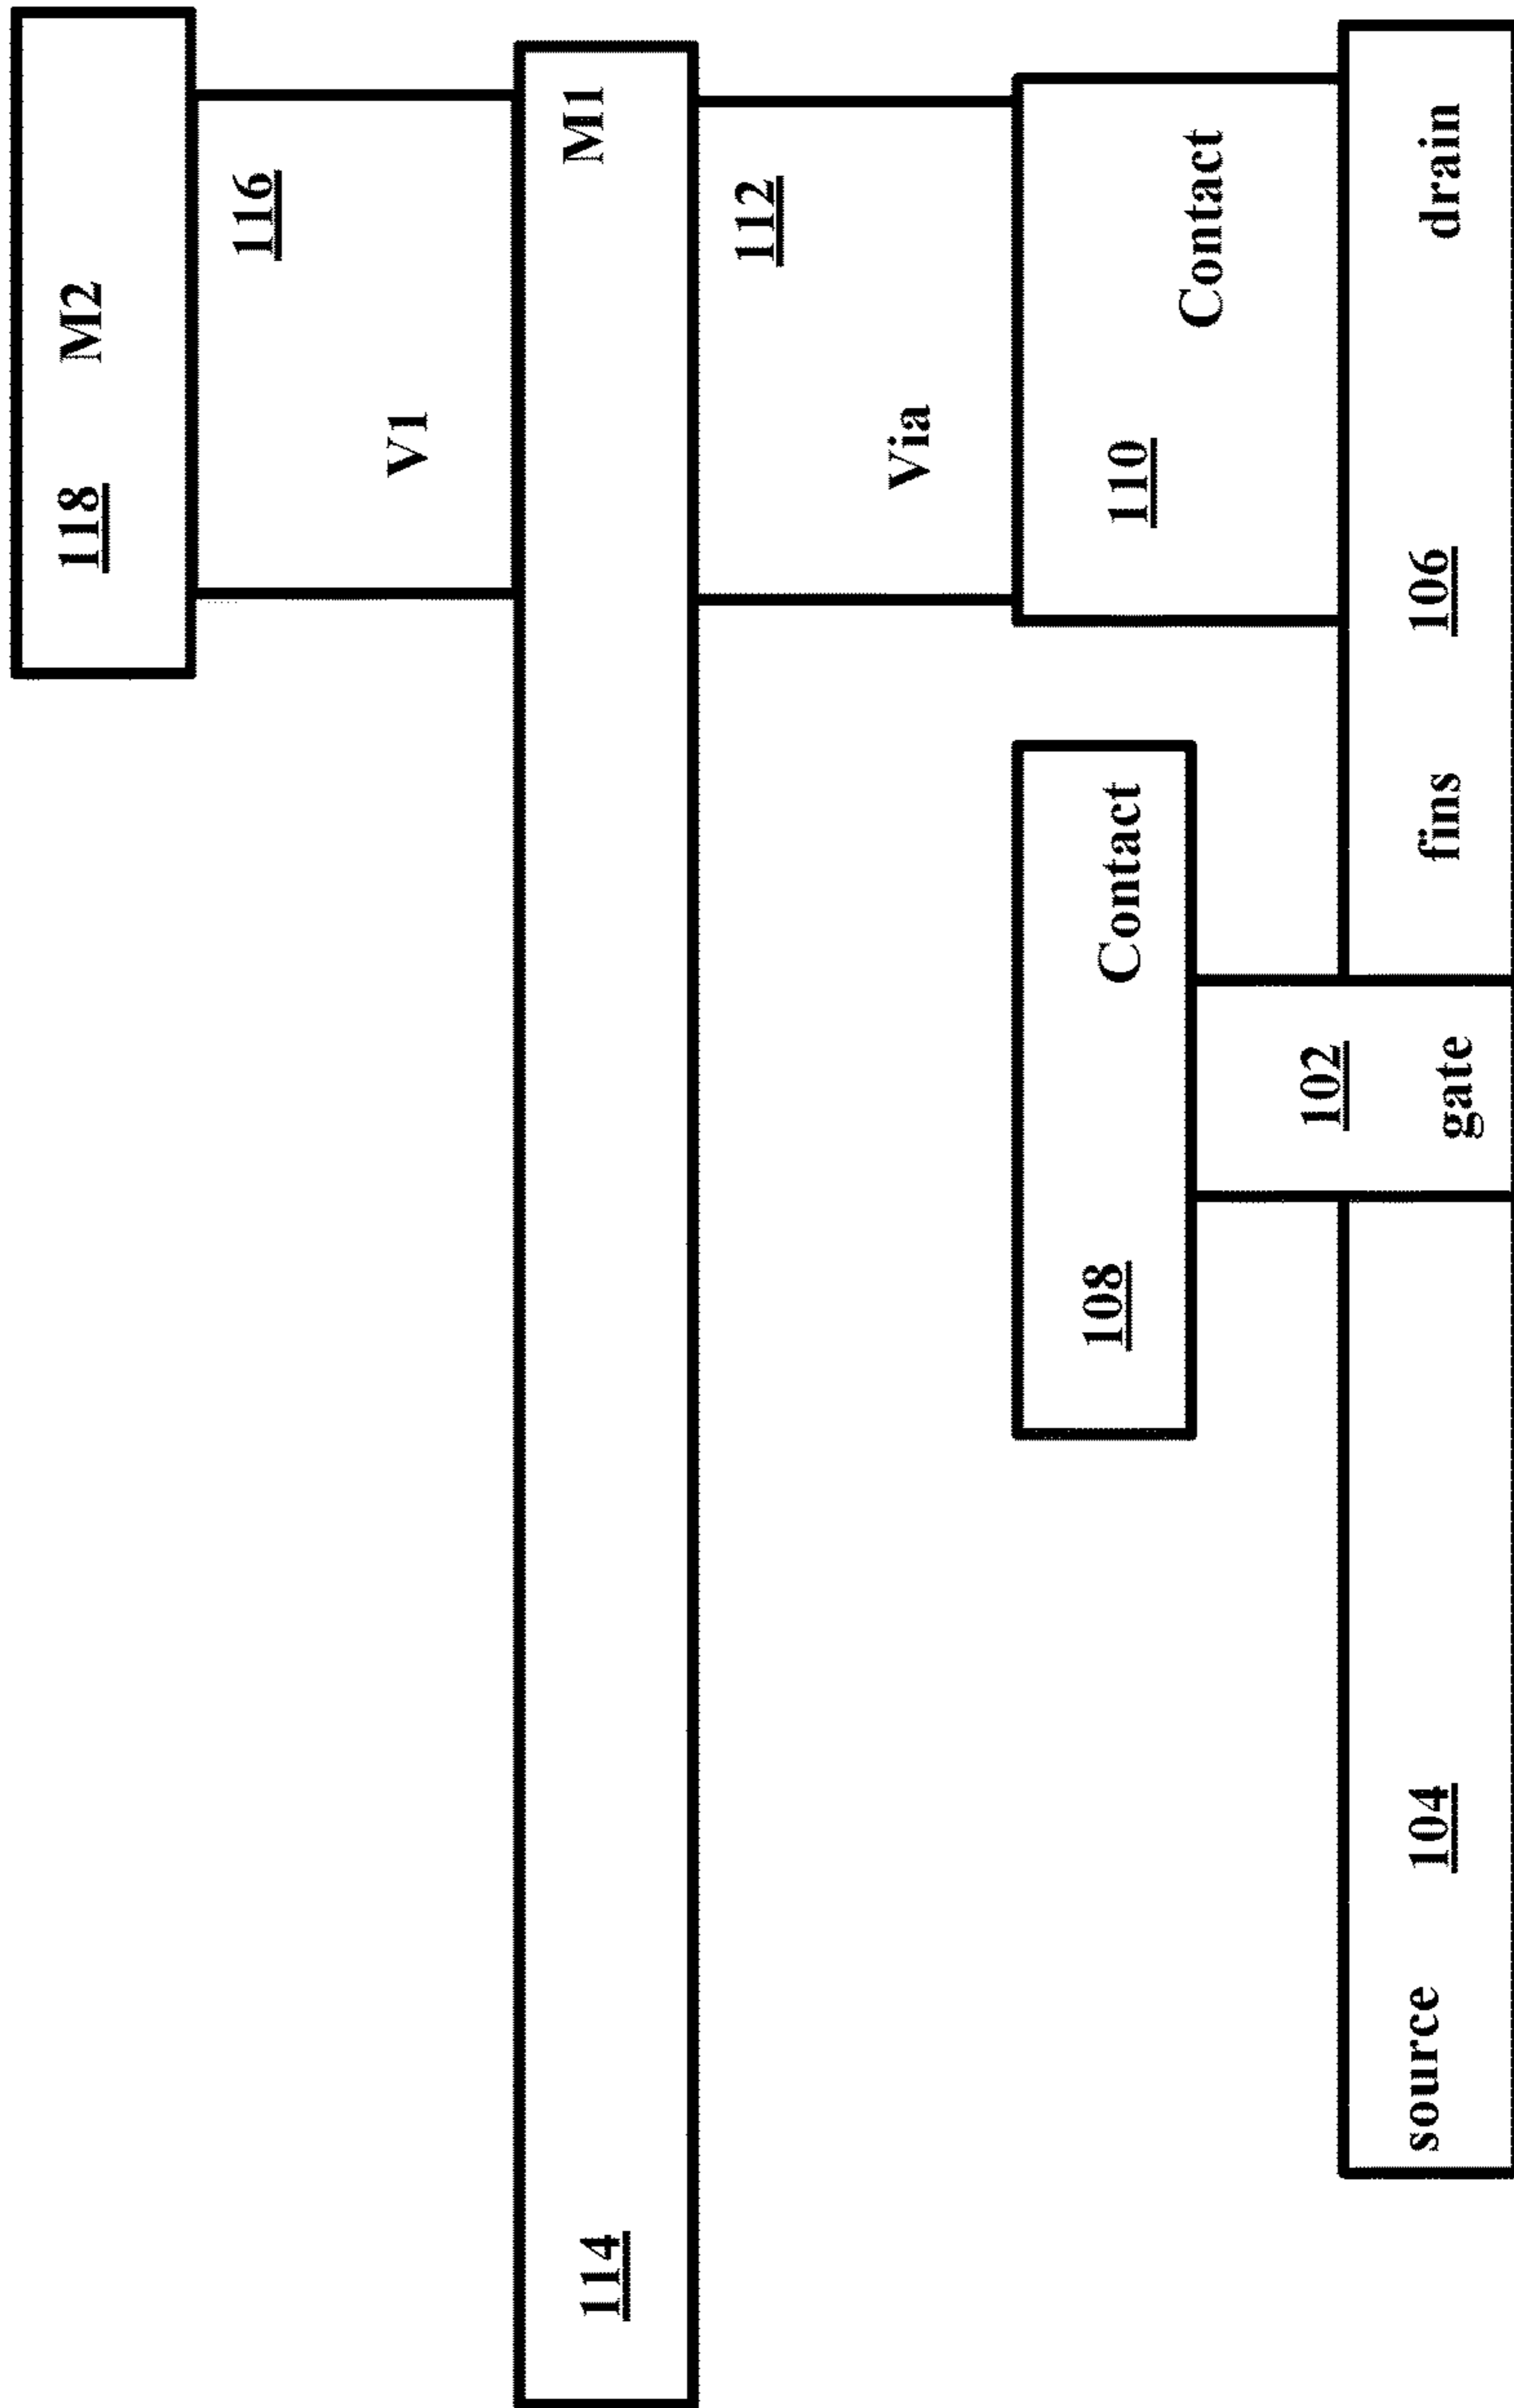 118 M2
116
V1
114 M1
112
Via
108 Contact
110
Contact
102
source 104 gate fins 106 drain